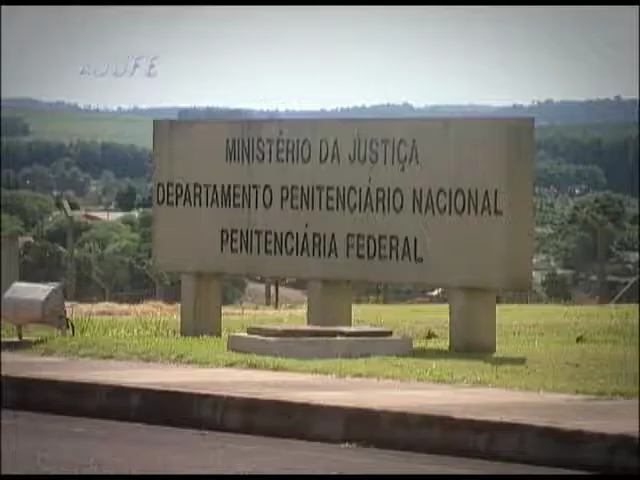 MINISTÉRIO DA JUSTIÇA
DEPARTAMENTO PENITENCIÁRIO NACIONAL
PENITENCIÁRIA FEDERAL